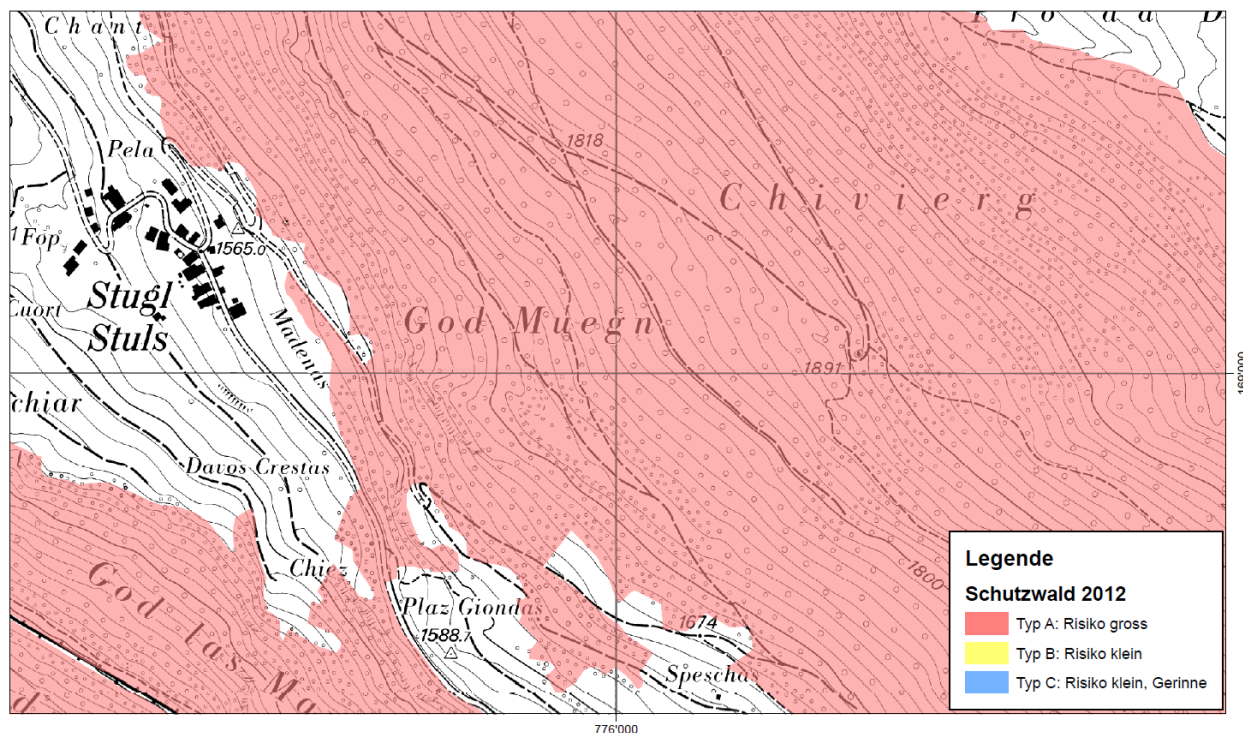 Chant
Pela
1818
Chivierg
Fop
1565.0
Stugl
Stuls
Cuort
Madenas
God Muegn
1891
169'000
chiar
Davos Crestas
Chiez
God las Ma
Plaz Giondas
1588.7
1674
Spescha
1800
d
Legende
Schutzwald 2012
Typ A: Risiko gross
Typ B: Risiko klein
Typ C: Risiko klein, Gerinne
776'000